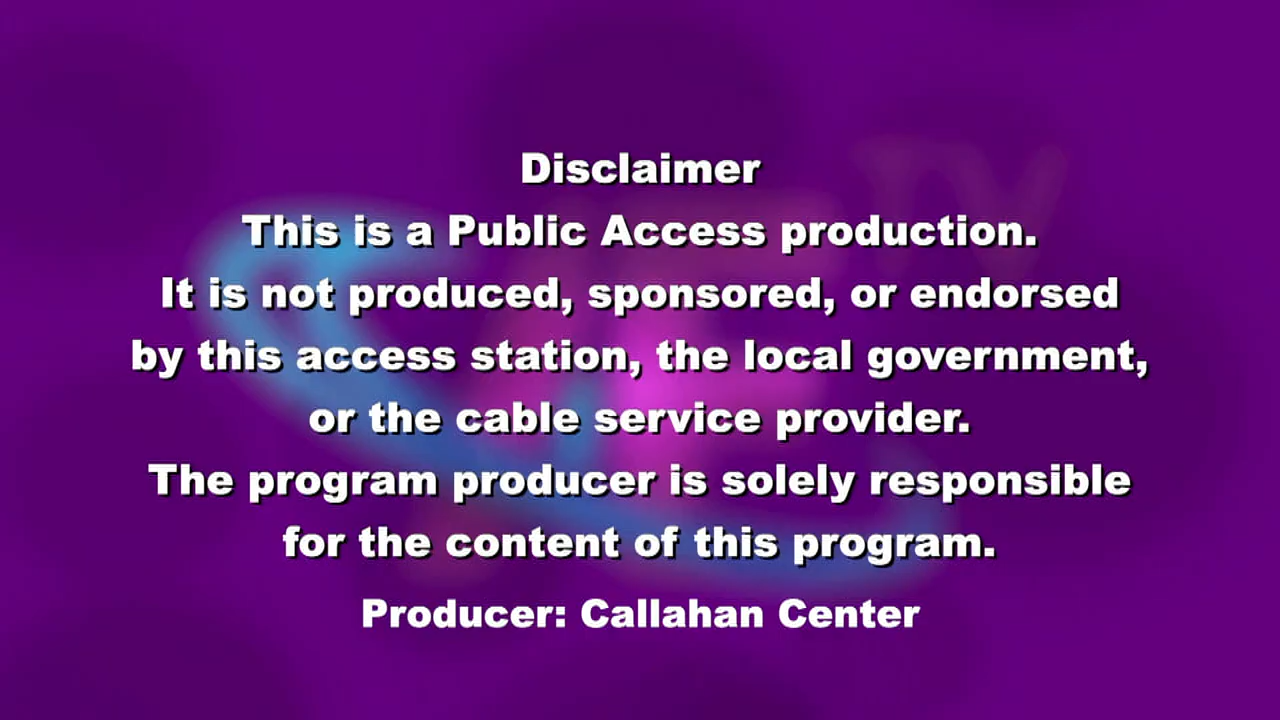 Disclaimer
This is a Public Access production.
It is not produced, sponsored, or endorsed
by this access station, the local government,
or the cable service provider.
The program producer is solely responsible
for the content of this program.
Producer: Callahan Center